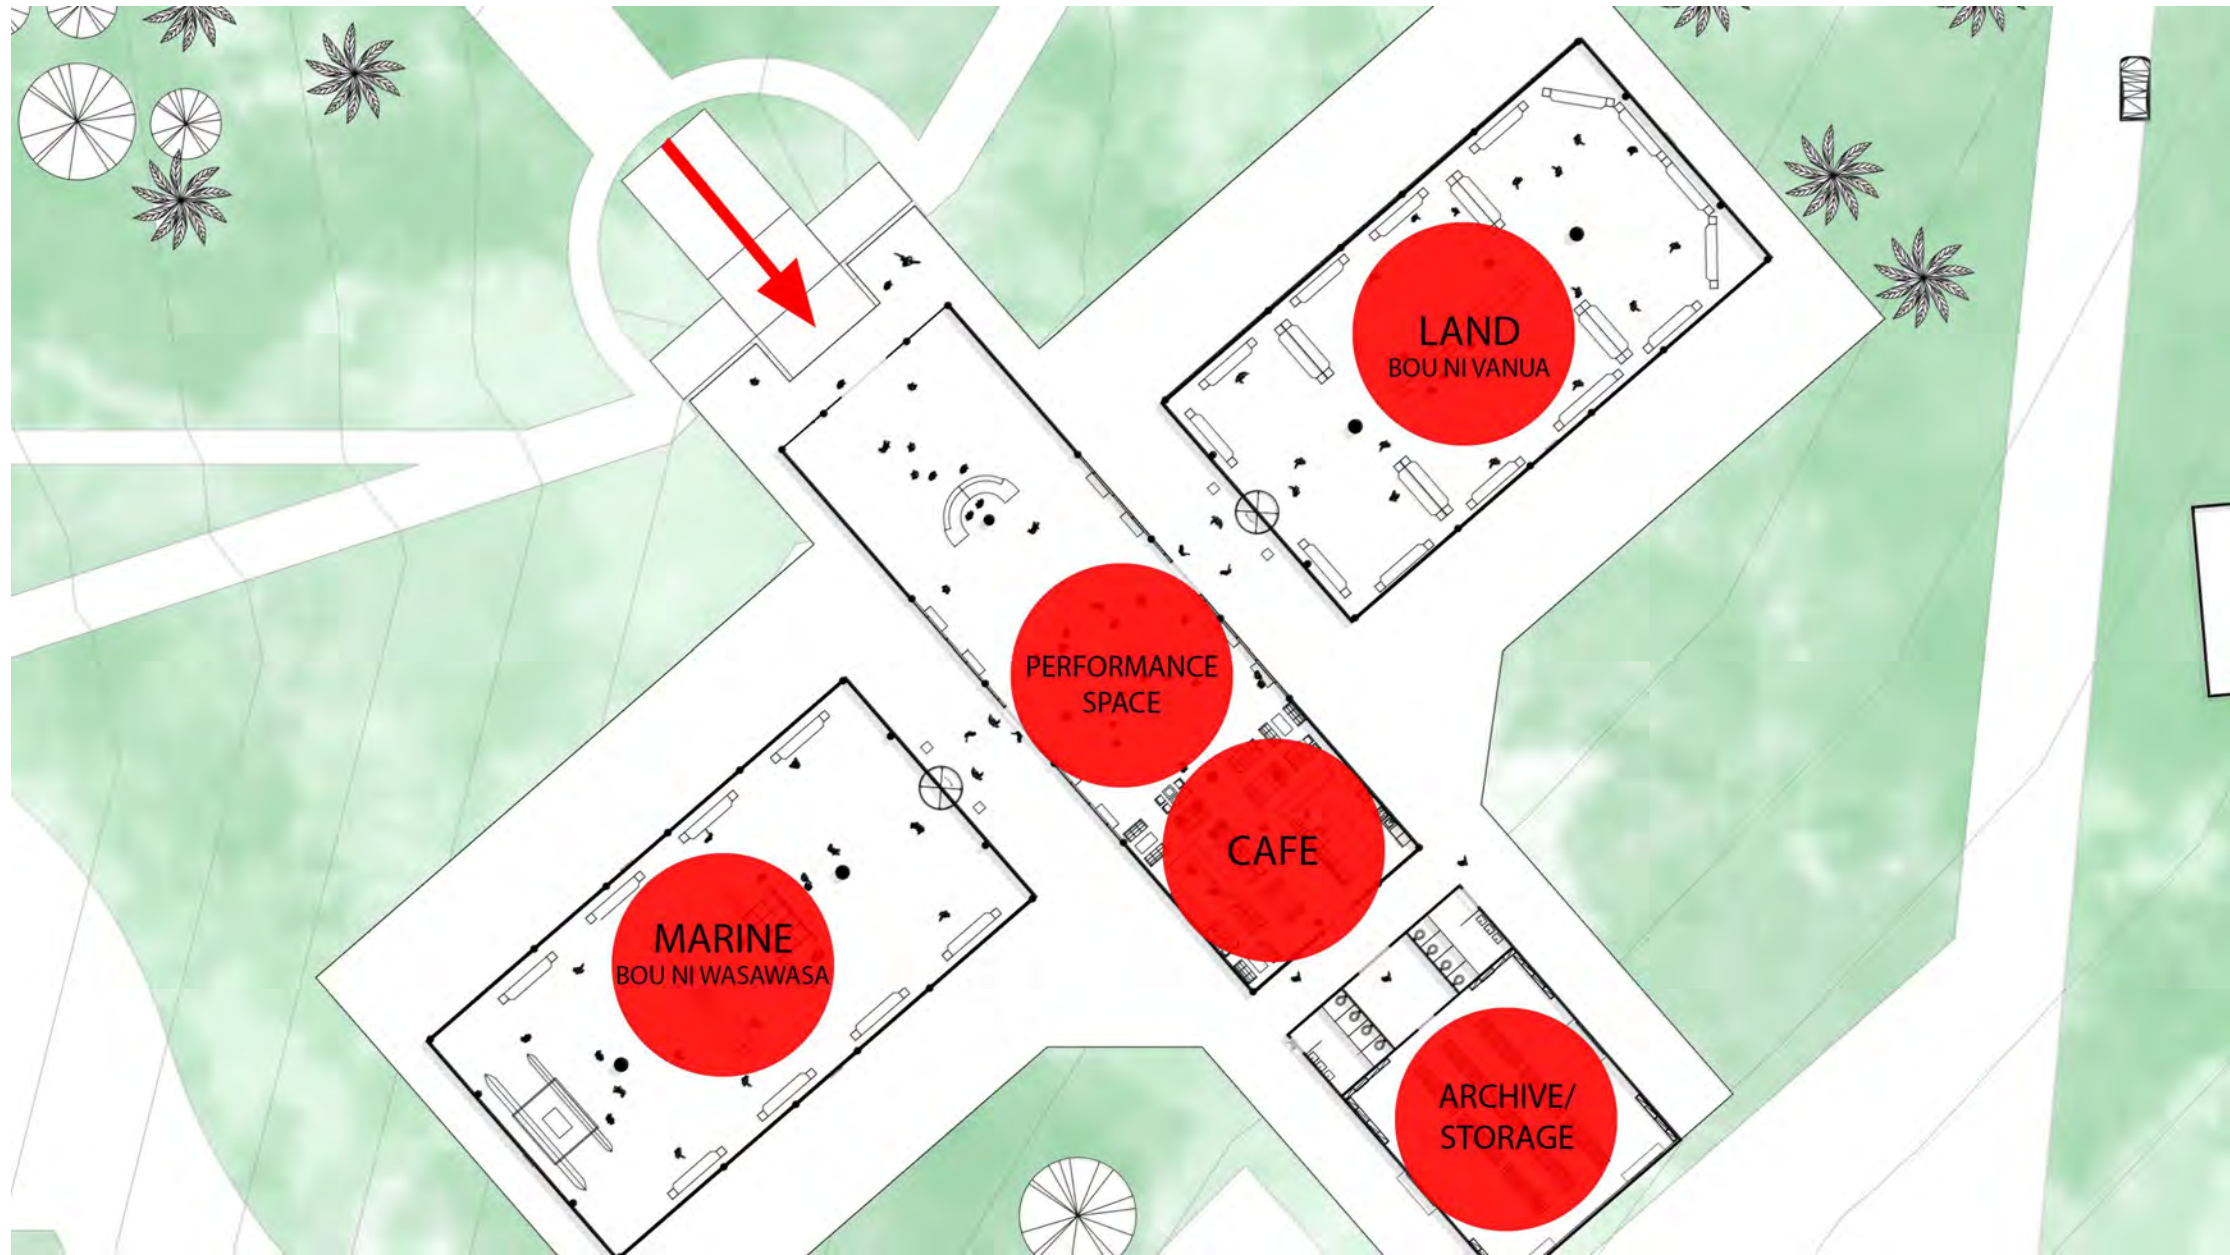 LAND
BOU NI VANUA
PERFORMANCE
SPACE
CAFE
MARINE
BOU NI WASAWASA
ARCHIVE/
STORAGE